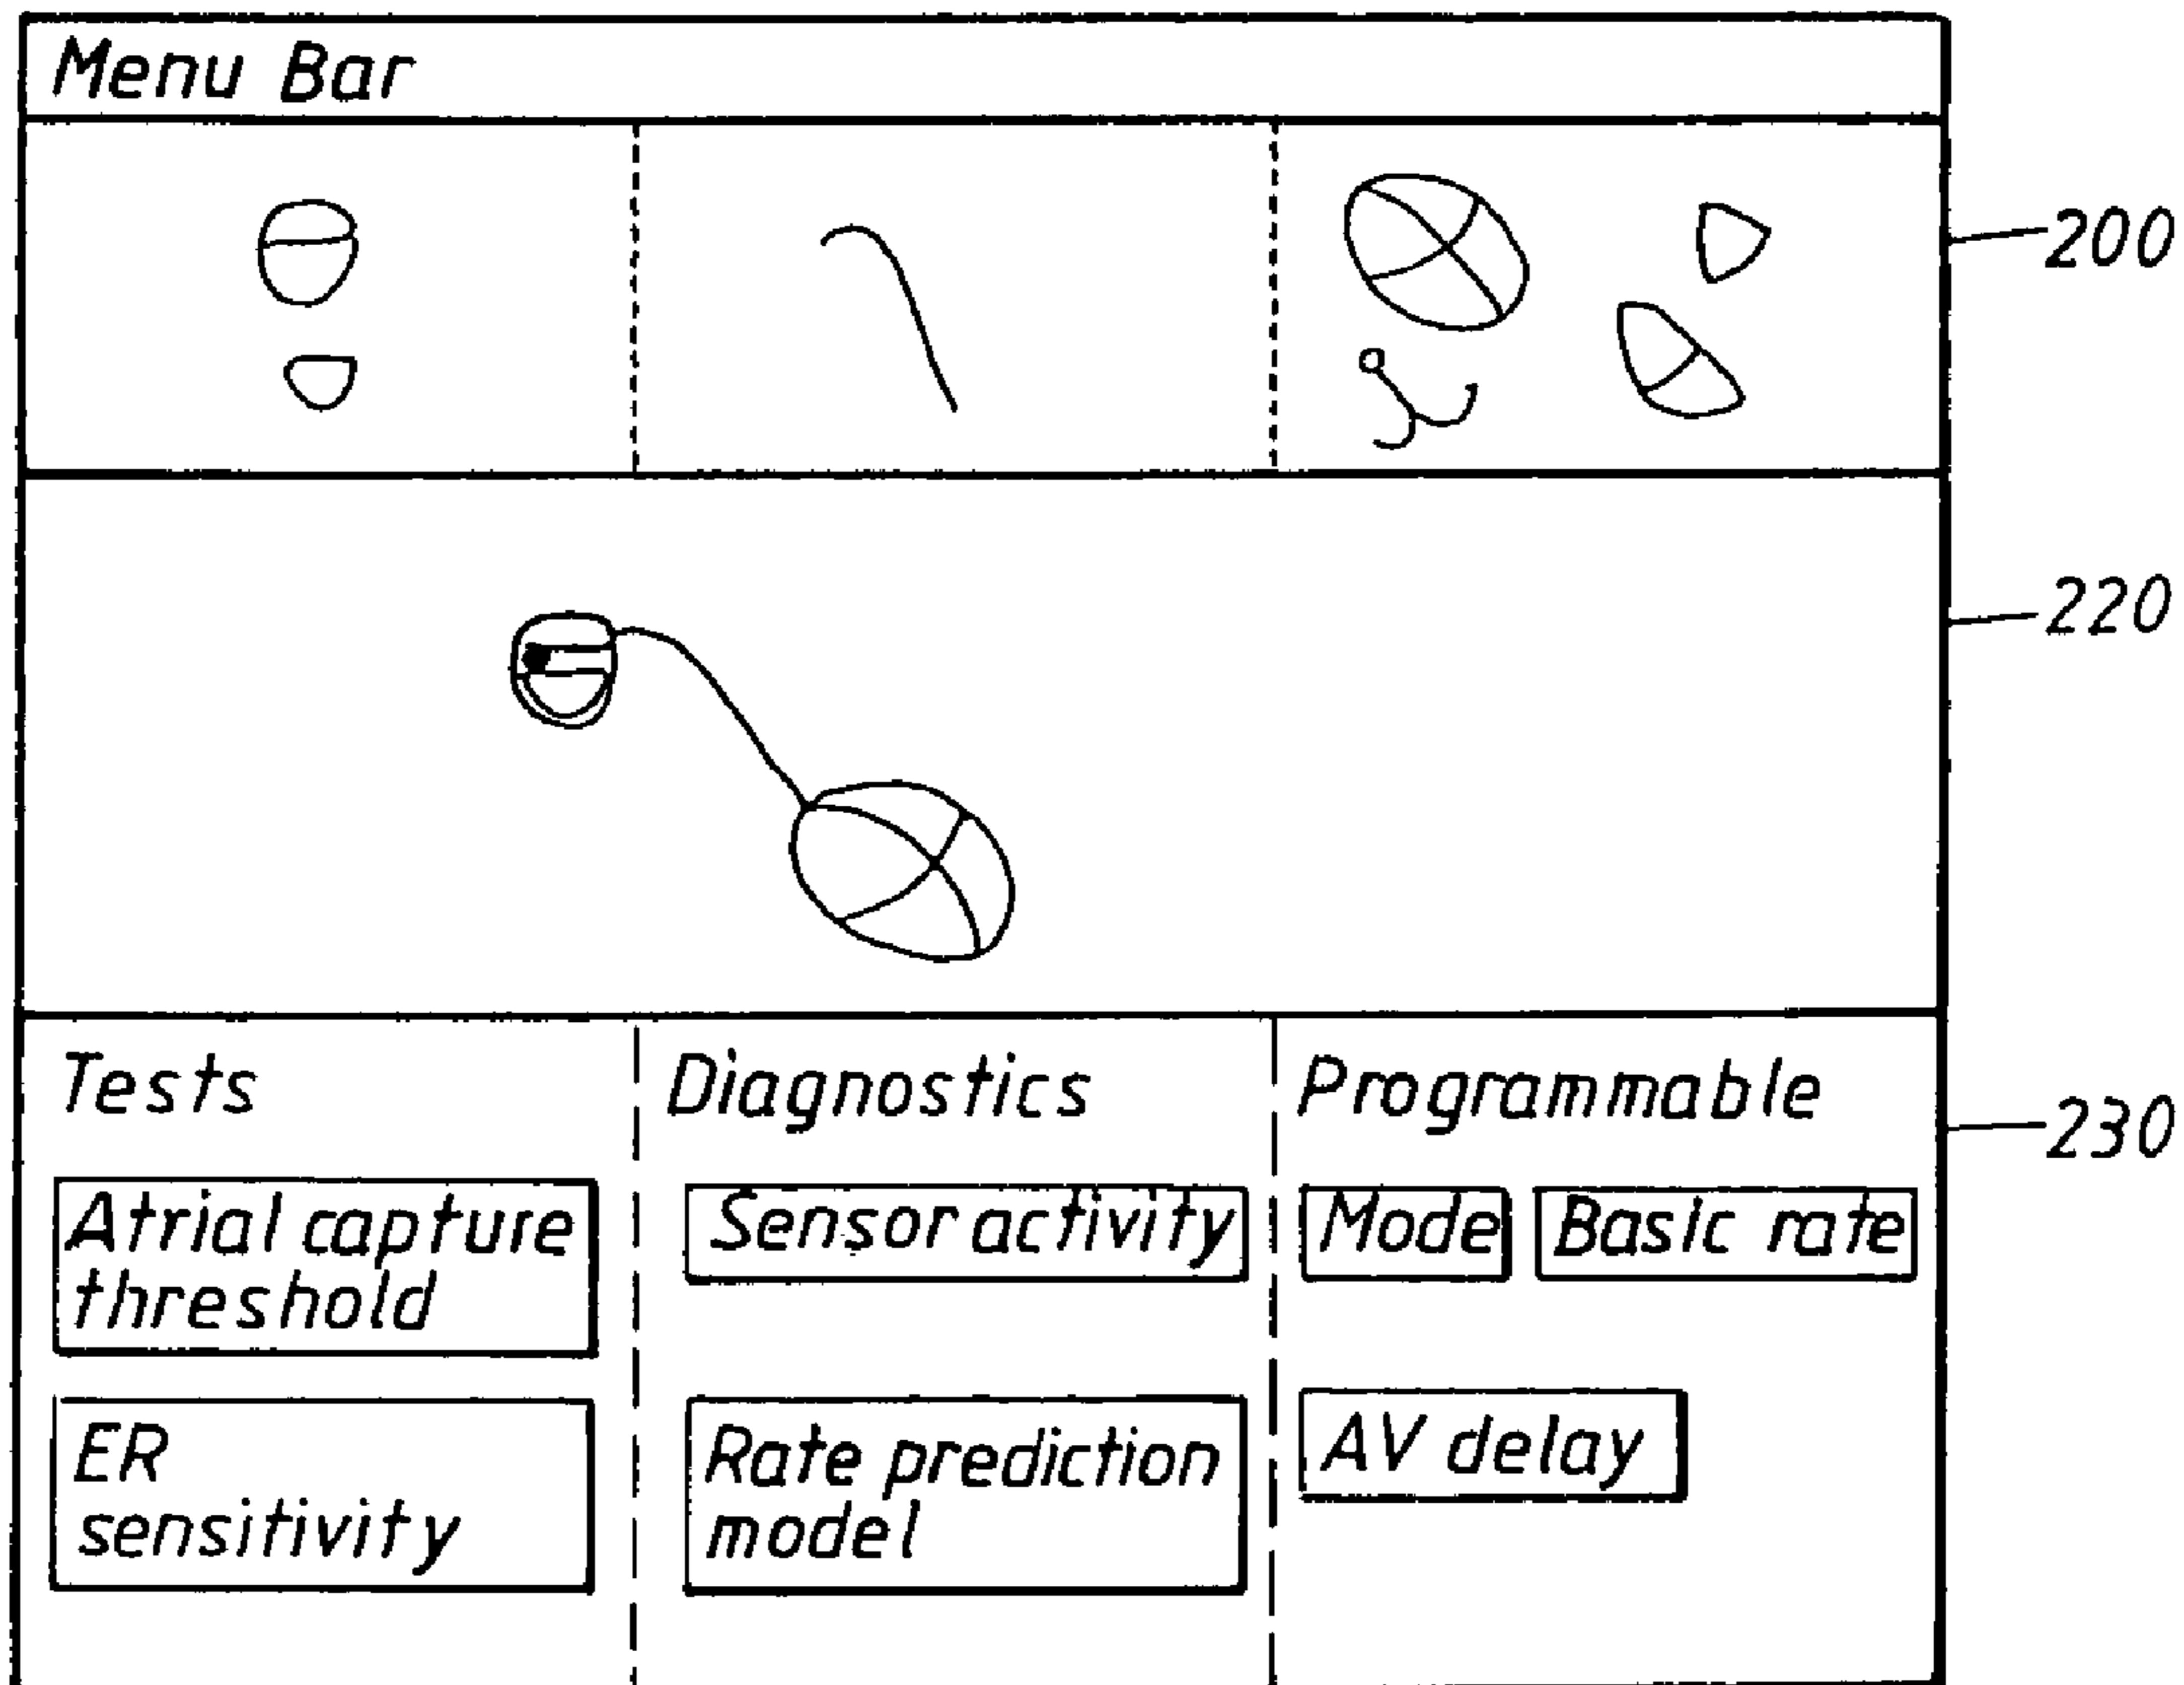 Menu Bar
200
220
Tests
Diagnostics
Programmable
230
Atrial capture
threshold
Sensor activity
Mode
Basic rate
ER
sensitivity
Rate prediction
model
AV delay